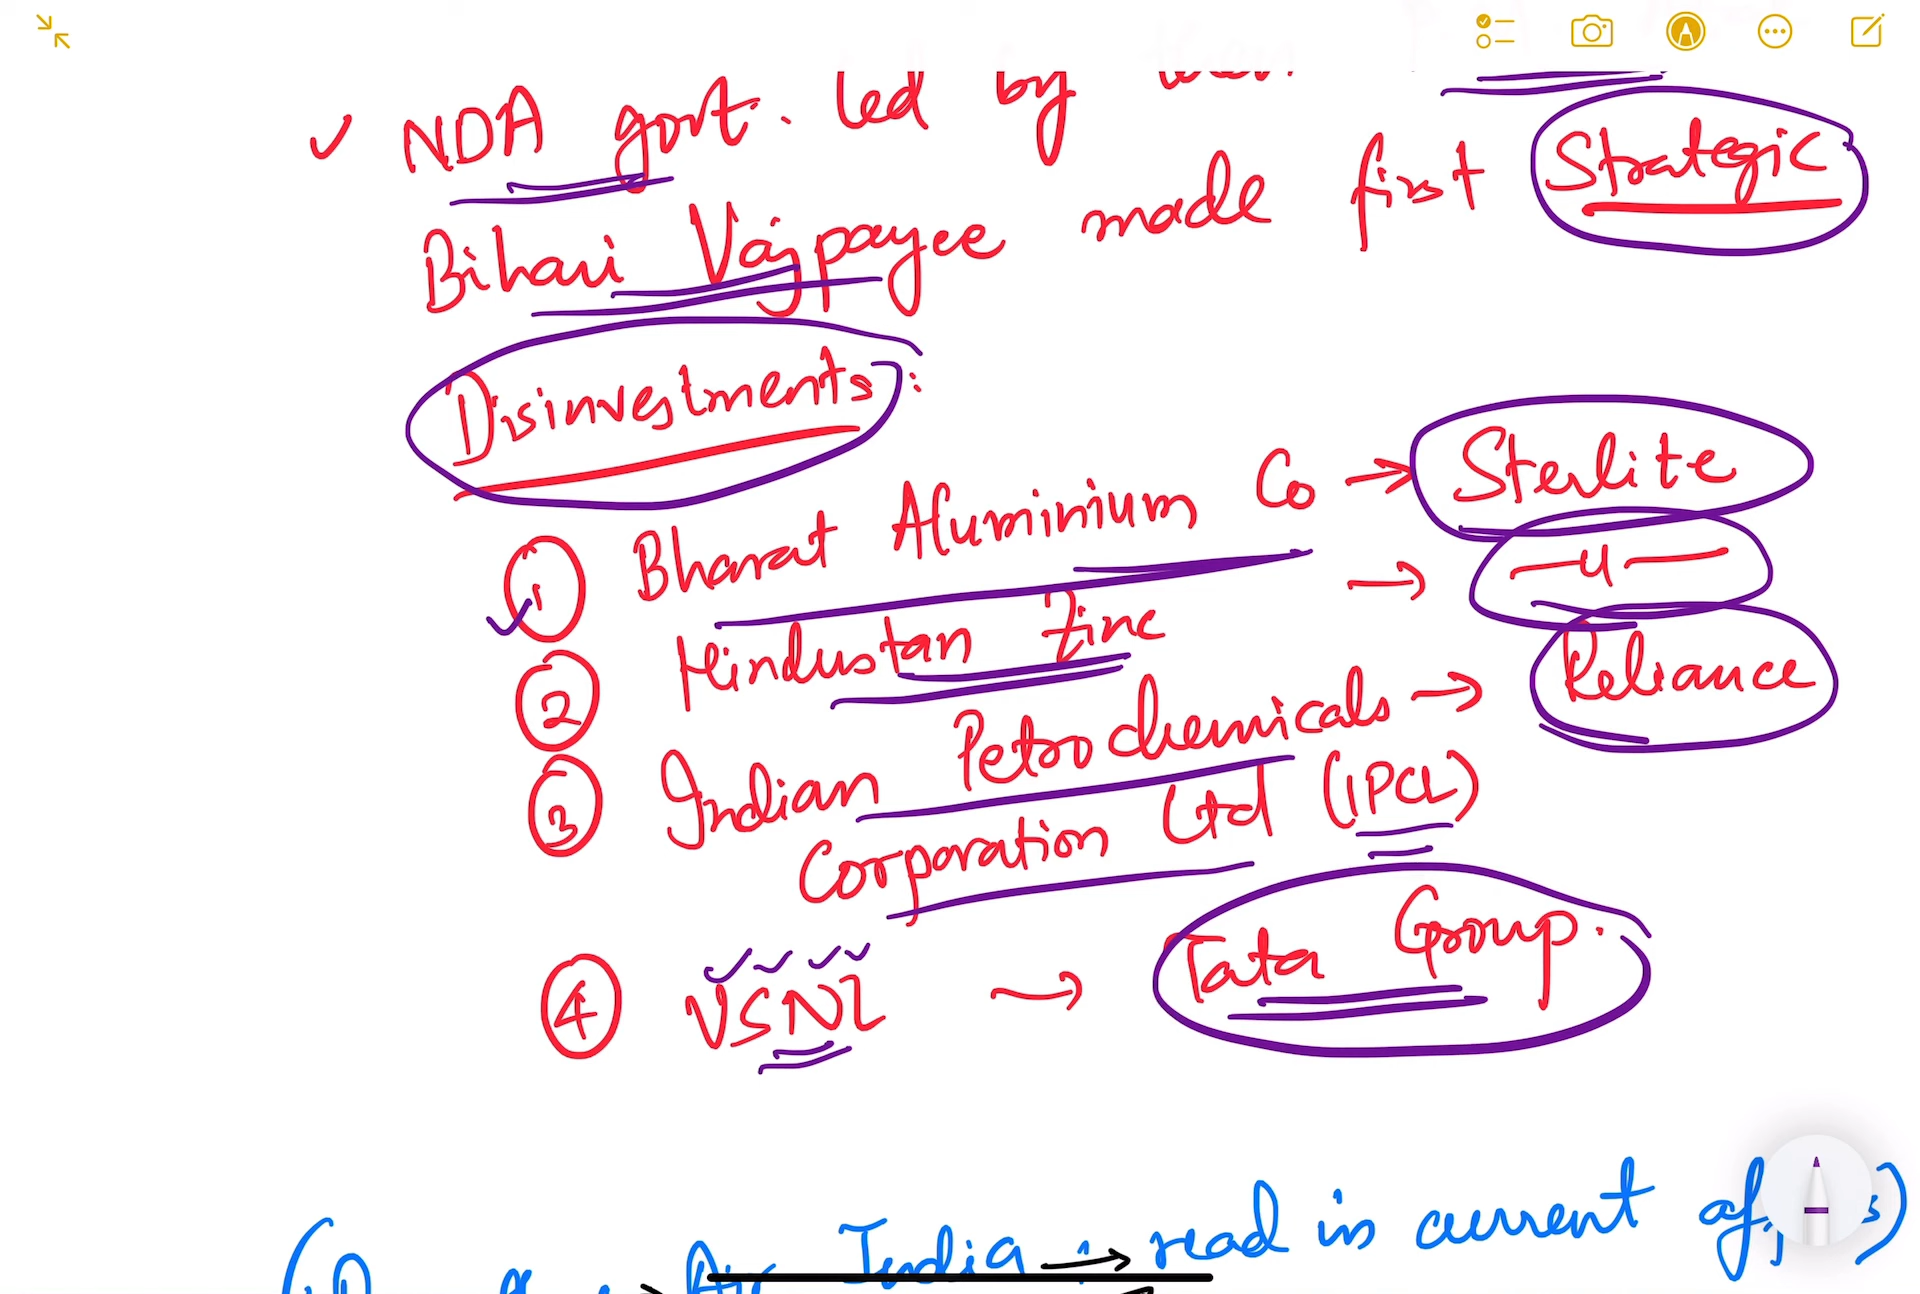 ✓ NDA govt. led by
Bihari Vajpayee made first Strategic
Disinvestments :
① Bharat Aluminium Co → Sterlite
② Hindustan Zinc → —u—
③ Indian Petrochemicals → Reliance
Corporation Ltd (IPCL)
④ VSNL → Tata Group.
Air India → read in current